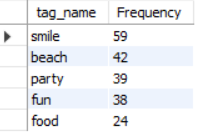 tag_name Frequency
smile 59
beach 42
party 39
fun 38
food 24